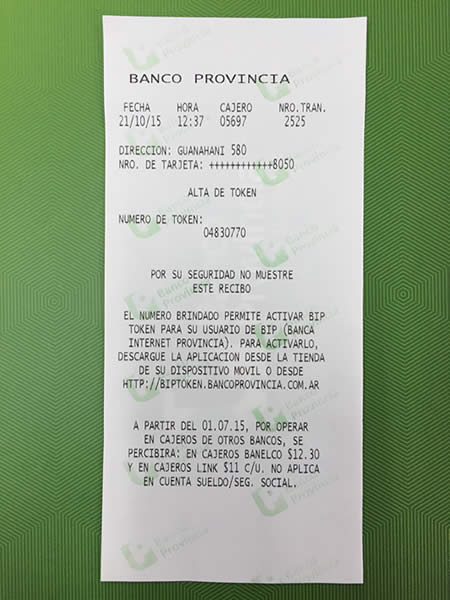 BANCO PROVINCIA
FECHA HORA CAJERO NRO.TRAN.
21/10/15 12:37 05697 2525
DIRECCION: GUANAHANI 580
NRO. DE TARJETA: ++++++++++++8050
ALTA DE TOKEN
NUMERO DE TOKEN:
04830770
POR SU SEGURIDAD NO MUESTRE
ESTE RECIBO
EL NUMERO BRINDADO PERMITE ACTIVAR BIP
TOKEN PARA SU USUARIO DE BIP (BANCA
INTERNET PROVINCIA). PARA ACTIVARLO,
DESCARGUE LA APLICACION DESDE LA TIENDA
DE SU DISPOSITIVO MOVIL O DESDE
HTTP://BIPTOKEN.BANCOPROVINCIA.COM.AR
A PARTIR DEL 01.07.15, POR OPERAR
EN CAJEROS DE OTROS BANCOS, SE
PERCIBIRA: EN CAJEROS BANELCO $12.30
Y EN CAJEROS LINK $11 C/U. NO APLICA
EN CUENTA SUELDO/SEG. SOCIAL.